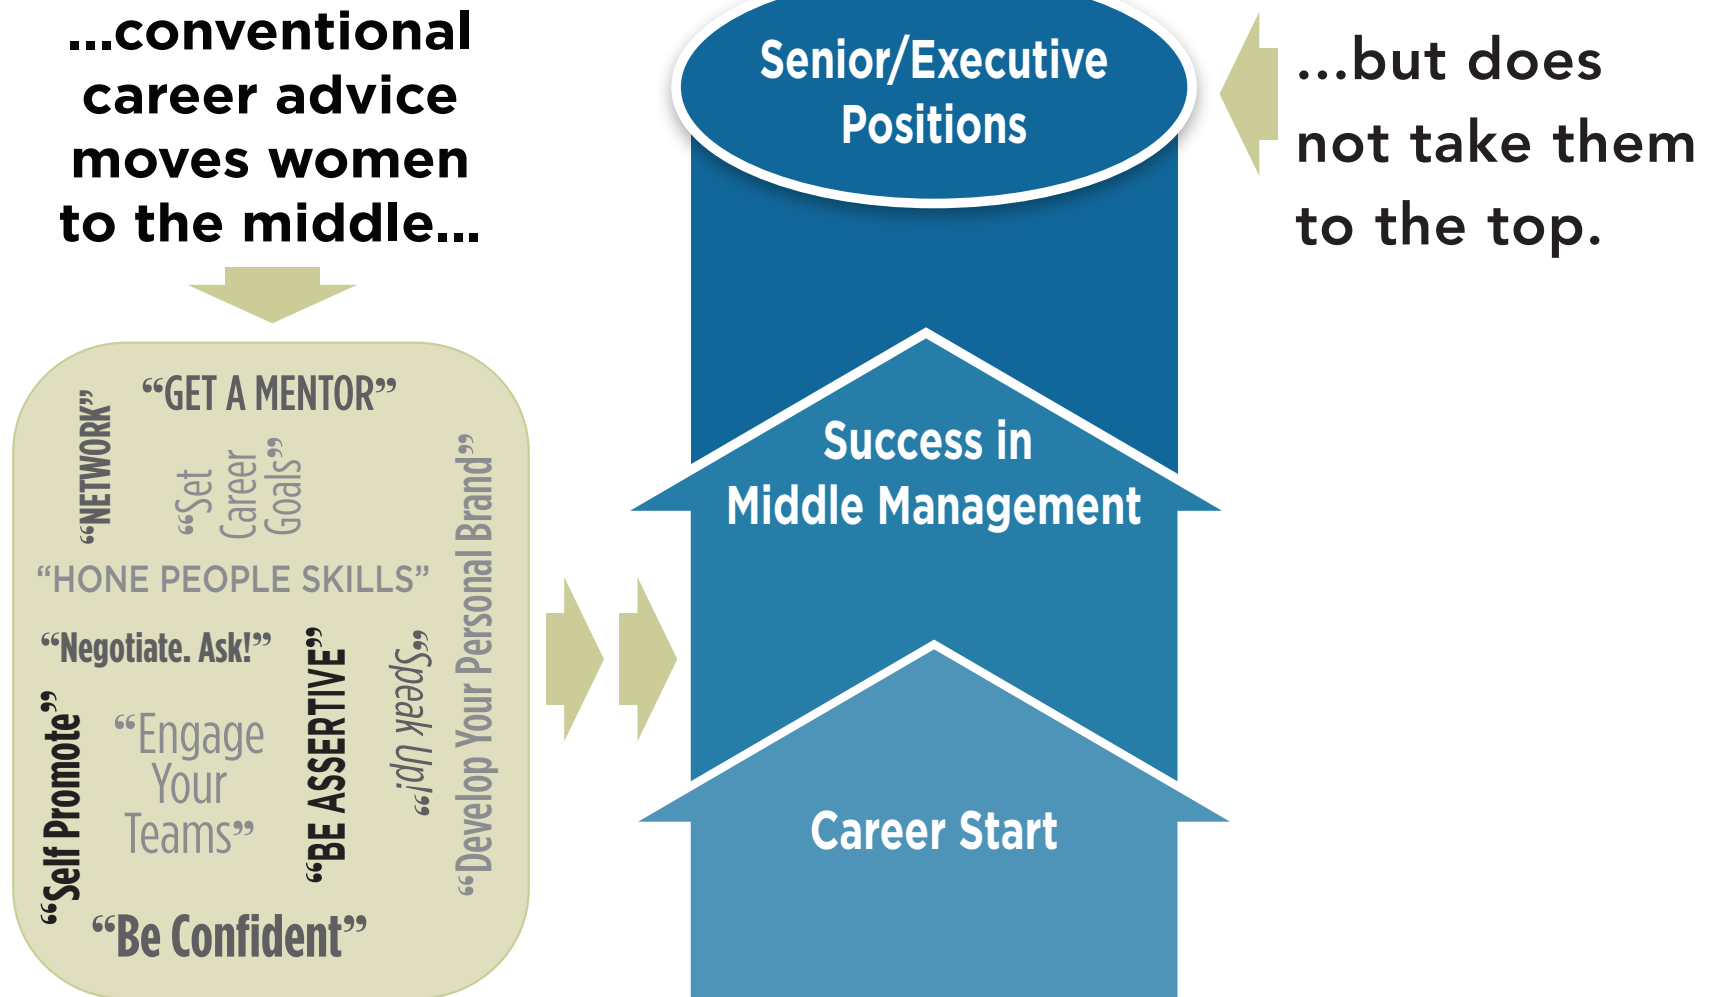 ...conventional
career advice
moves women
to the middle...
“GET A MENTOR”
“NETWORK”
“Set
Career
Goals”
“Develop Your Personal Brand”
“HONE PEOPLE SKILLS”
“Negotiate. Ask!”
“BE ASSERTIVE”
“Speak Up!”
“Self Promote”
“Engage
Your
Teams”
“Be Confident”
Senior/Executive
Positions
Success in
Middle Management
Career Start
...but does
not take them
to the top.